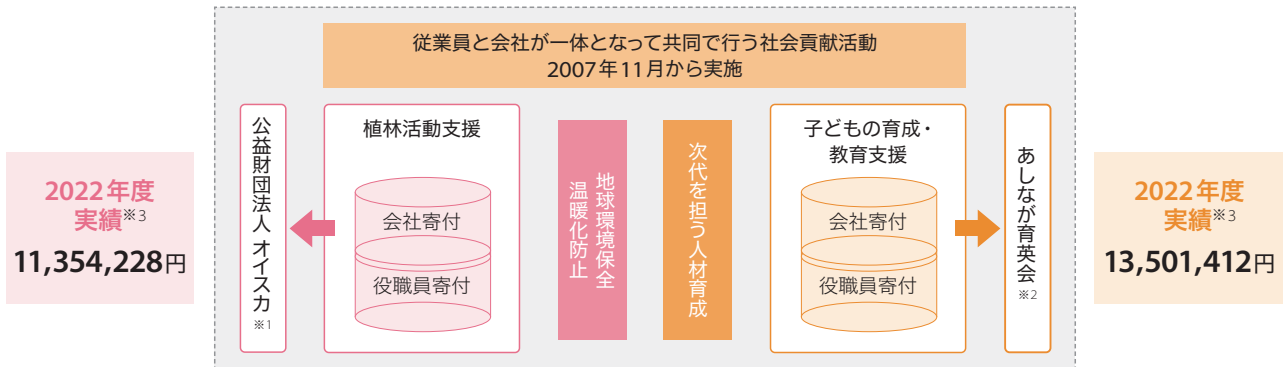 従業員と会社が一体となって共同で行う社会貢献活動
2007年11月から実施
2022年度
実績※3
11,354,228円
公益財団法人 オイスカ※1
植林活動支援
会社寄付
役職員寄付
地球環境保全
温暖化防止
次代を担う人材育成
子どもの育成・
教育支援
会社寄付
役職員寄付
あしなが育英会※2
2022年度
実績※3
13,501,412円